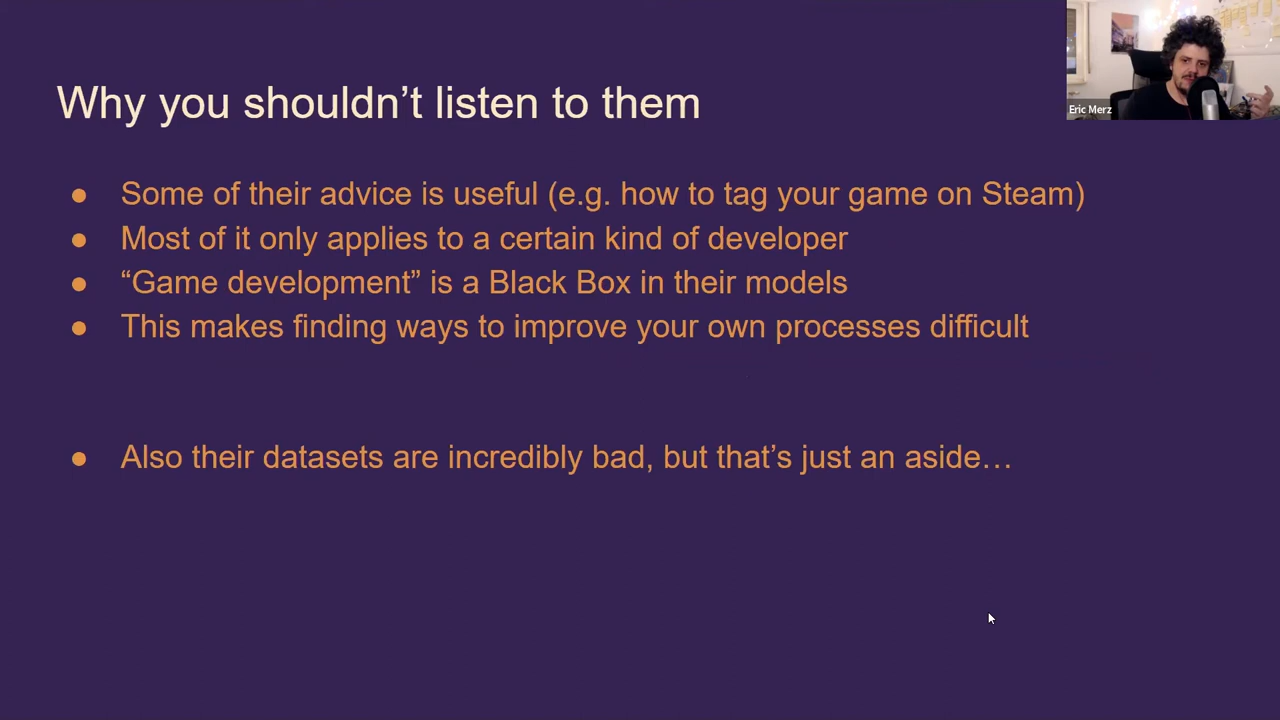 Why you shouldn’t listen to them
Eric Merz
● Some of their advice is useful (e.g. how to tag your game on Steam)
● Most of it only applies to a certain kind of developer
● “Game development” is a Black Box in their models
● This makes finding ways to improve your own processes difficult
● Also their datasets are incredibly bad, but that’s just an aside…